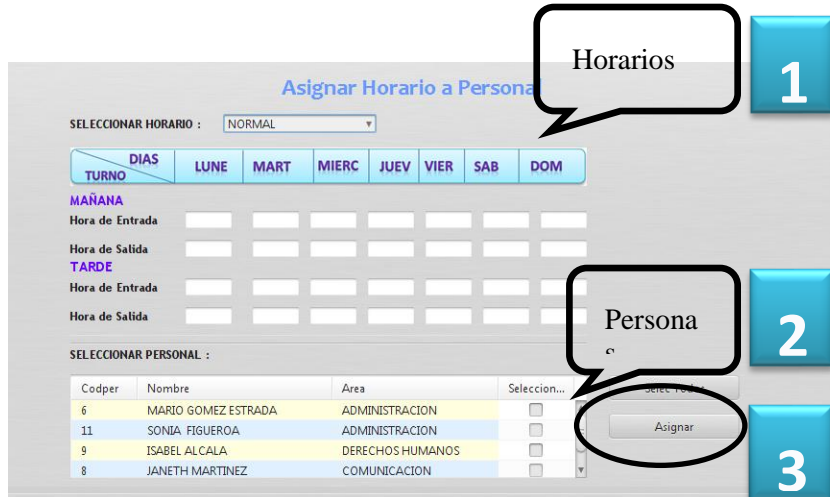 Horarios
1
Asignar Horario a Personal
SELECCIONAR HORARIO : NORMAL
DIAS
TURNO LUNE MART MIERC JUEV VIER SAB DOM
MAÑANA
Hora de Entrada
Hora de Salida
TARDE
Hora de Entrada
Hora de Salida
Persona
2
SELECCIONAR PERSONAL :
Codper Nombre Area Seleccion...
6 MARIO GOMEZ ESTRADA ADMINISTRACION
11 SONIA FIGUEROA ADMINISTRACION
9 ISABEL ALCALA DERECHOS HUMANOS
8 JANETH MARTINEZ COMUNICACION
Asignar
3